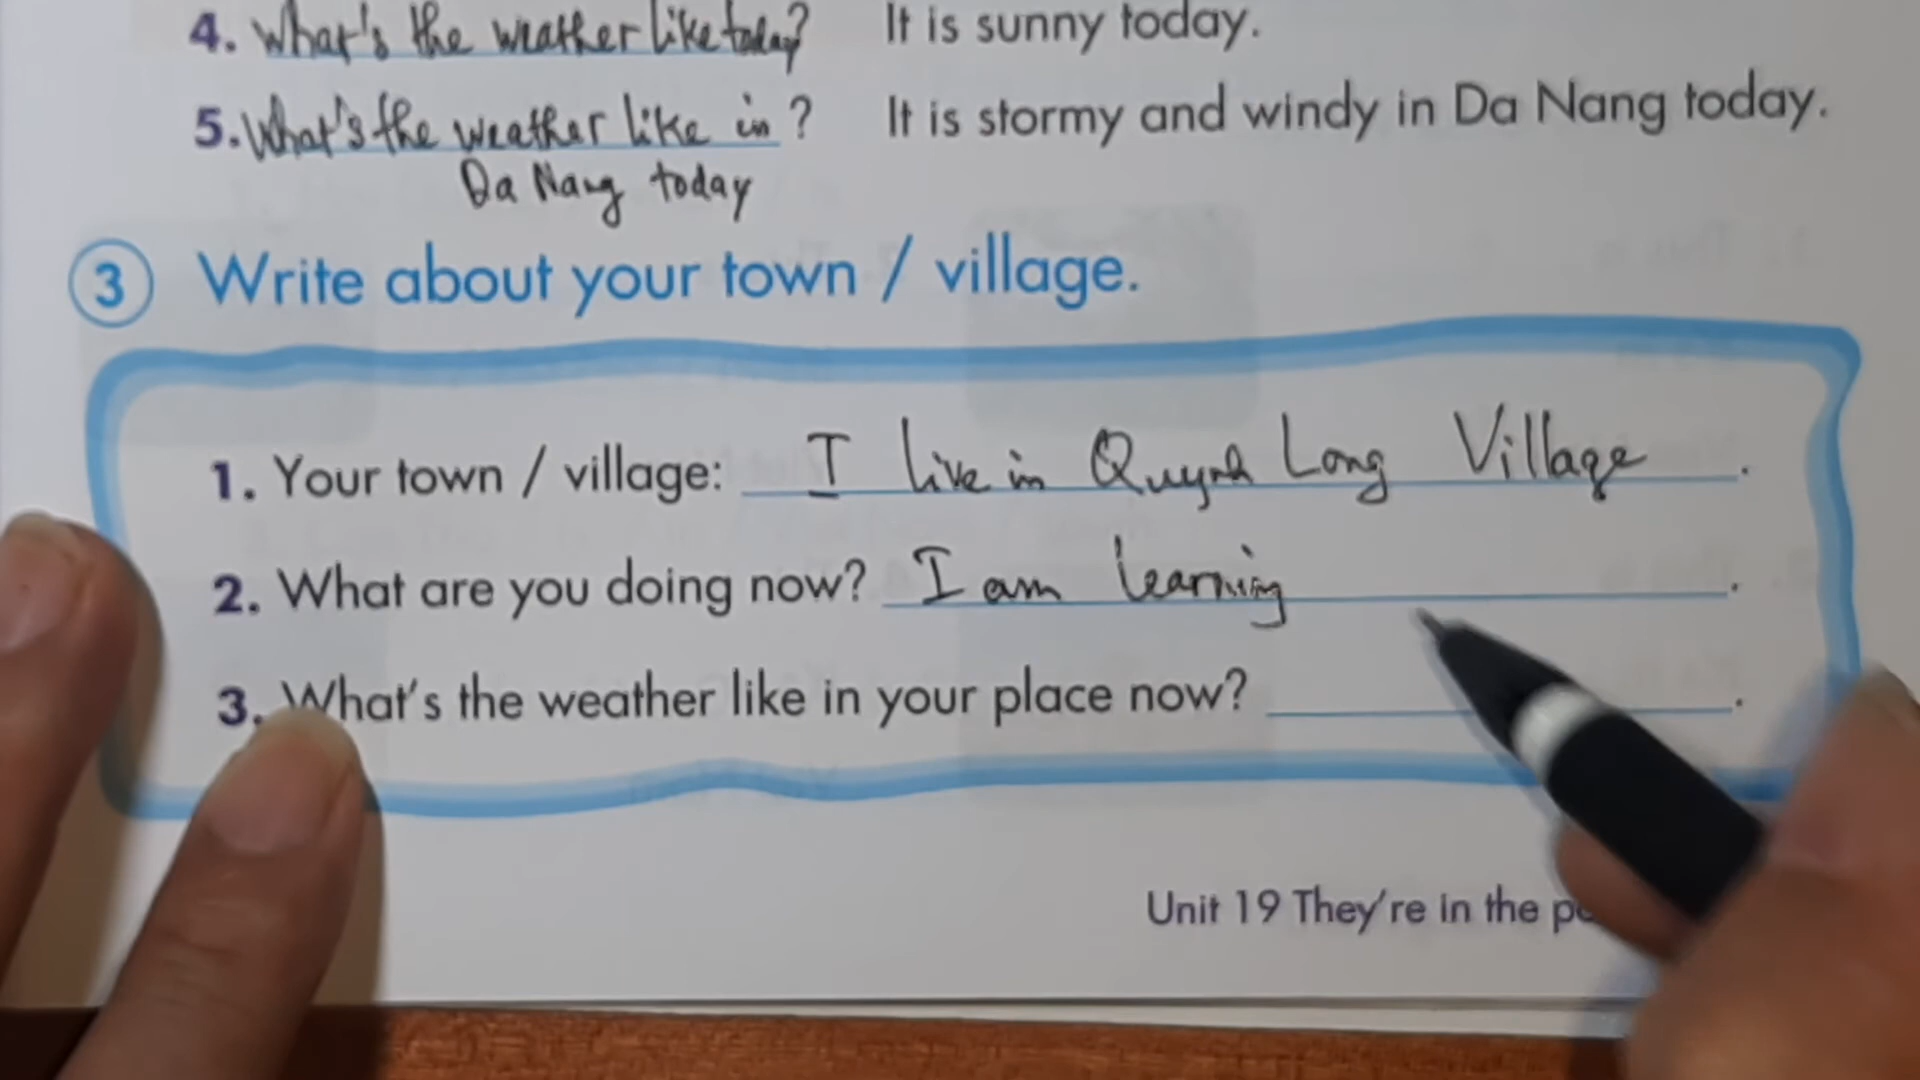 4. What's the weather like today? It is sunny today.
5. What's the weather like in ? It is stormy and windy in Da Nang today.
Da Nang today
3 Write about your town / village.
1. Your town / village: I live in Quynh Long Village .
2. What are you doing now? I am learning .
3. What's the weather like in your place now? .
Unit 19 They're in the